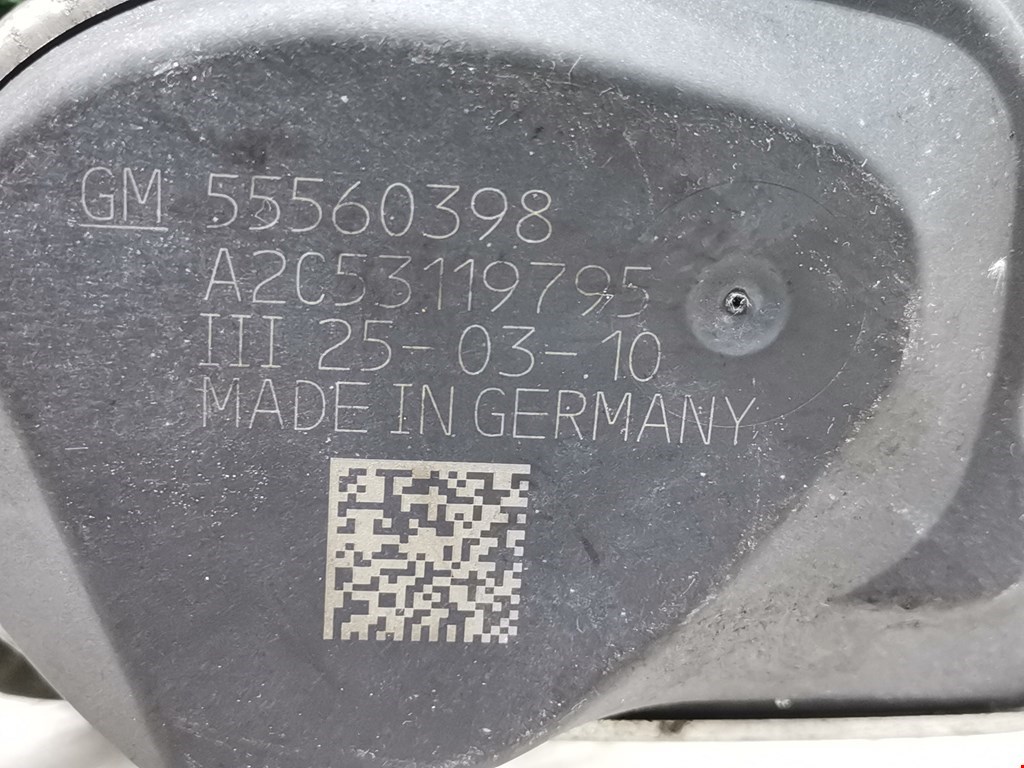 GM 55560398
A2C53119795
III 25-03-10
MADE IN GERMANY